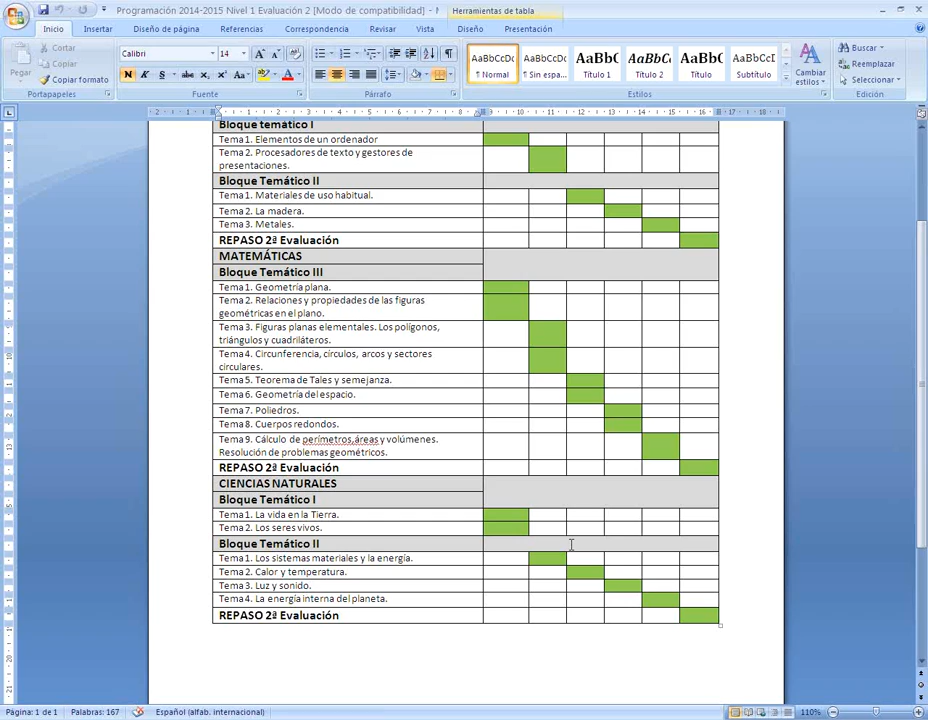 Programación 2014-2015 Nivel 1 Evaluación 2 [Modo de compatibilidad] - M
Herramientas de tabla
Inicio Insertar Diseño de página Referencias Correspondencia Revisar Vista Diseño Presentación
Pegar
Cortar
Copiar
Copiar formato
Portapapeles
Calibri 14
N K S abc x₂ x² Aa
Fuente
Párrafo
AaBbCcDc AaBbCcDc AaBbC AaBbCc AaBbC AaBbCcI
¶ Normal ¶ Sin espa... Título 1 Título 2 Título Subtítulo
Cambiar
estilos
Estilos
Buscar
Reemplazar
Seleccionar
Edición
Bloque temático I
Tema 1. Elementos de un ordenador
Tema 2. Procesadores de texto y gestores de
presentaciones.
Bloque Temático II
Tema 1. Materiales de uso habitual.
Tema 2. La madera.
Tema 3. Metales.
REPASO 2ª Evaluación
MATEMÁTICAS
Bloque Temático III
Tema 1. Geometría plana.
Tema 2. Relaciones y propiedades de las figuras
geométricas en el plano.
Tema 3. Figuras planas elementales. Los polígonos,
triángulos y cuadriláteros.
Tema 4. Circunferencia, círculos, arcos y sectores
circulares.
Tema 5. Teorema de Tales y semejanza.
Tema 6. Geometría del espacio.
Tema 7. Poliedros.
Tema 8. Cuerpos redondos.
Tema 9. Cálculo de perímetros,áreas y volúmenes.
Resolución de problemas geométricos.
REPASO 2ª Evaluación
CIENCIAS NATURALES
Bloque Temático I
Tema 1. La vida en la Tierra.
Tema 2. Los seres vivos.
Bloque Temático II
Tema 1. Los sistemas materiales y la energía.
Tema 2. Calor y temperatura.
Tema 3. Luz y sonido.
Tema 4. La energía interna del planeta.
REPASO 2ª Evaluación
Página: 1 de 1 Palabras: 167 Español (alfab. internacional) 110%